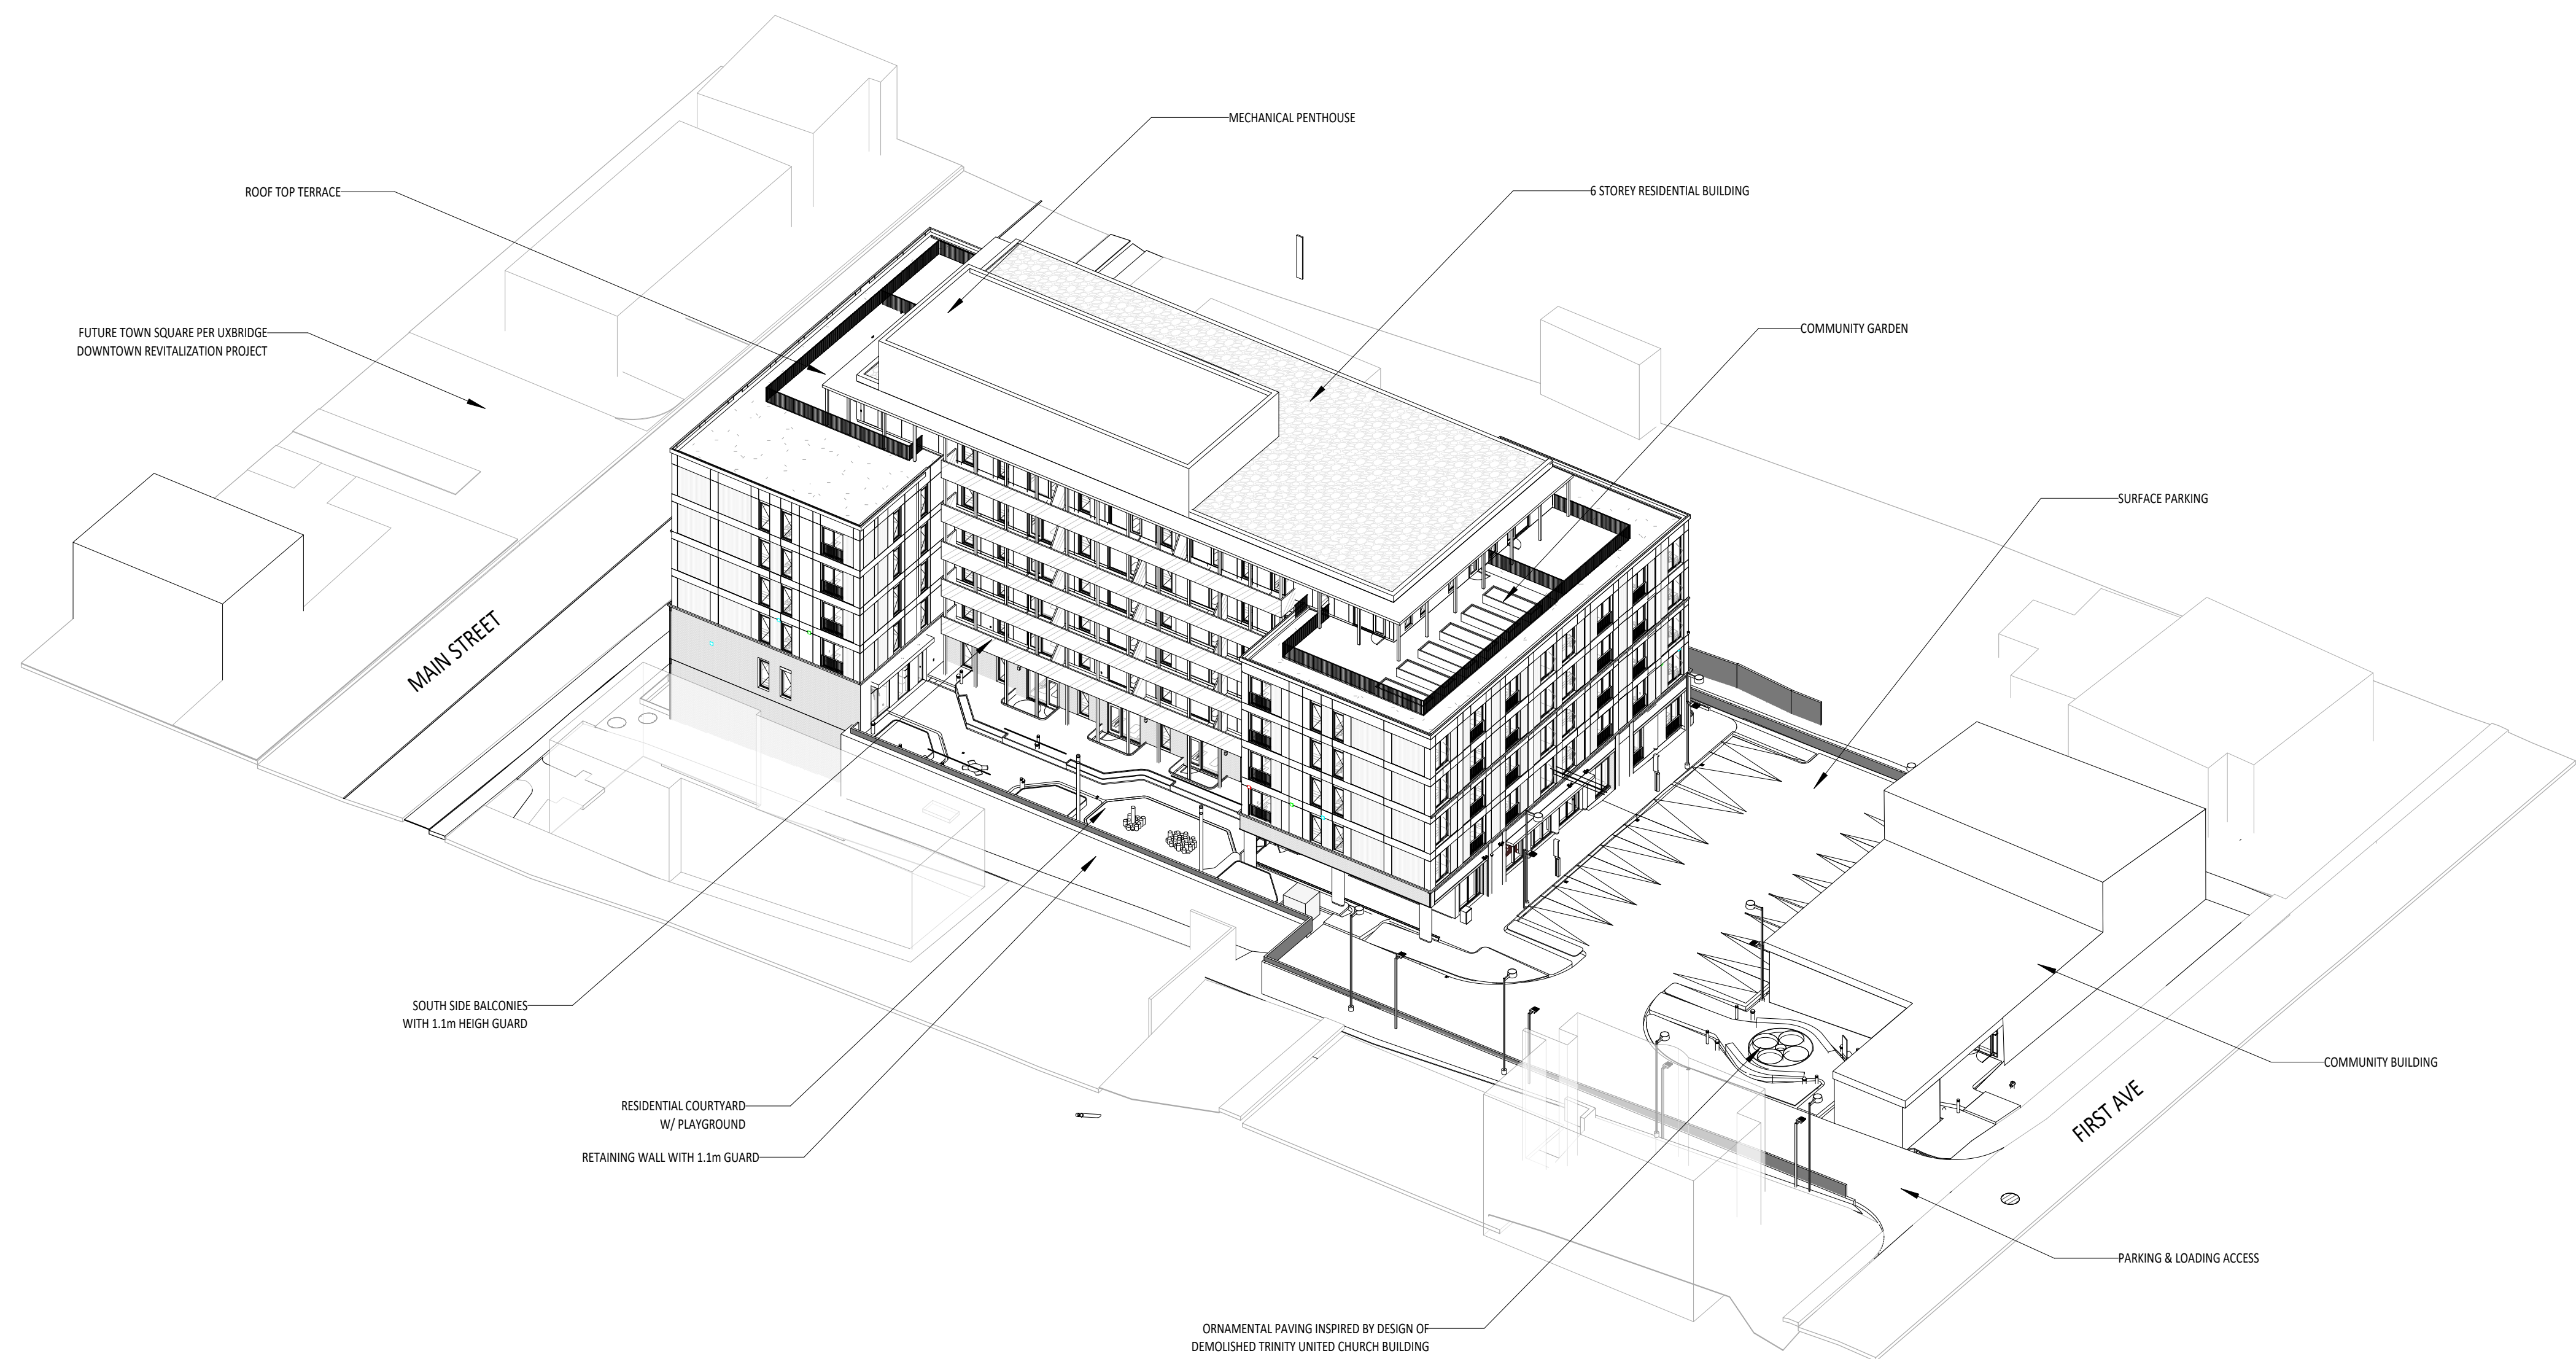 MECHANICAL PENTHOUSE
ROOF TOP TERRACE
6 STOREY RESIDENTIAL BUILDING
FUTURE TOWN SQUARE PER UXBRIDGE
DOWNTOWN REVITALIZATION PROJECT
COMMUNITY GARDEN
SURFACE PARKING
MAIN STREET
SOUTH SIDE BALCONIES
WITH 1.1m HEIGH GUARD
COMMUNITY BUILDING
RESIDENTIAL COURTYARD
W/ PLAYGROUND
FIRST AVE
RETAINING WALL WITH 1.1m GUARD
PARKING & LOADING ACCESS
ORNAMENTAL PAVING INSPIRED BY DESIGN OF
DEMOLISHED TRINITY UNITED CHURCH BUILDING